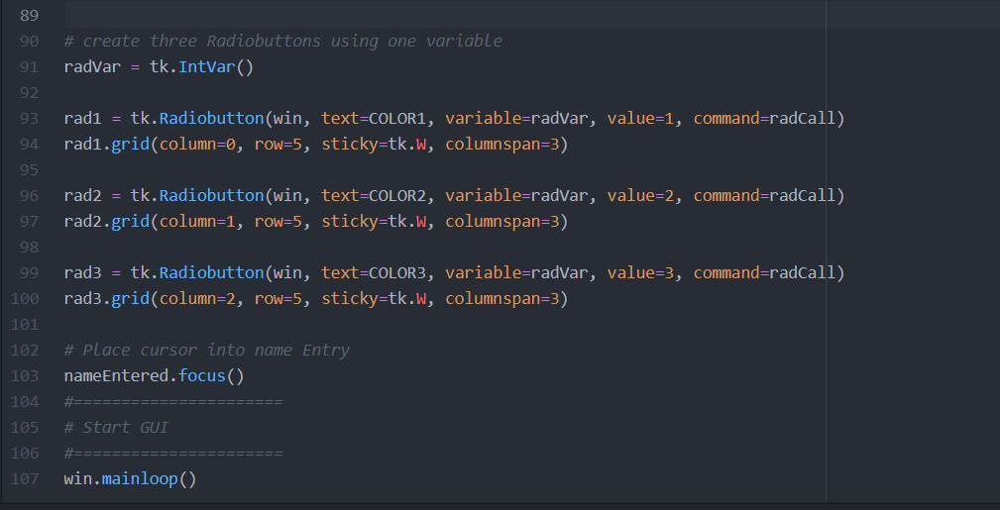 89
90 # create three Radiobuttons using one variable
91 radVar = tk.IntVar()
92
93 rad1 = tk.Radiobutton(win, text=COLOR1, variable=radVar, value=1, command=radCall)
94 rad1.grid(column=0, row=5, sticky=tk.W, columnspan=3)
95
96 rad2 = tk.Radiobutton(win, text=COLOR2, variable=radVar, value=2, command=radCall)
97 rad2.grid(column=1, row=5, sticky=tk.W, columnspan=3)
98
99 rad3 = tk.Radiobutton(win, text=COLOR3, variable=radVar, value=3, command=radCall)
100 rad3.grid(column=2, row=5, sticky=tk.W, columnspan=3)
101
102 # Place cursor into name Entry
103 nameEntered.focus()
104 #======================
105 # Start GUI
106 #======================
107 win.mainloop()